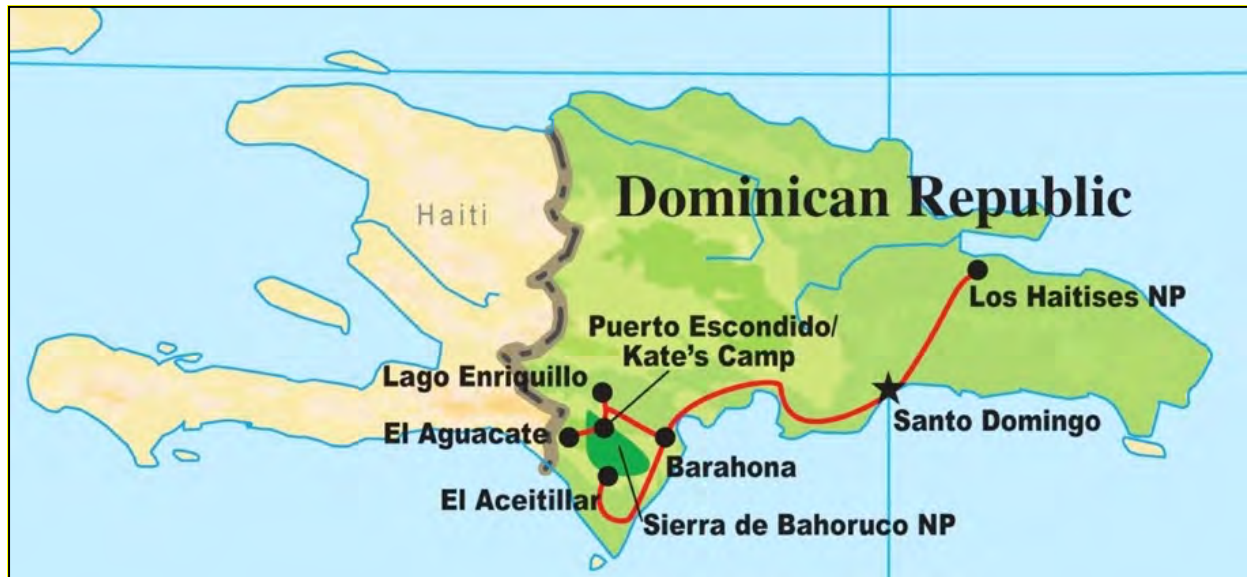 Haiti
Dominican Republic
Los Haitises NP
Puerto Escondido/
Kate's Camp
Lago Enriquillo
Santo Domingo
El Aguacate
Barahona
El Aceitillar
Sierra de Bahoruco NP